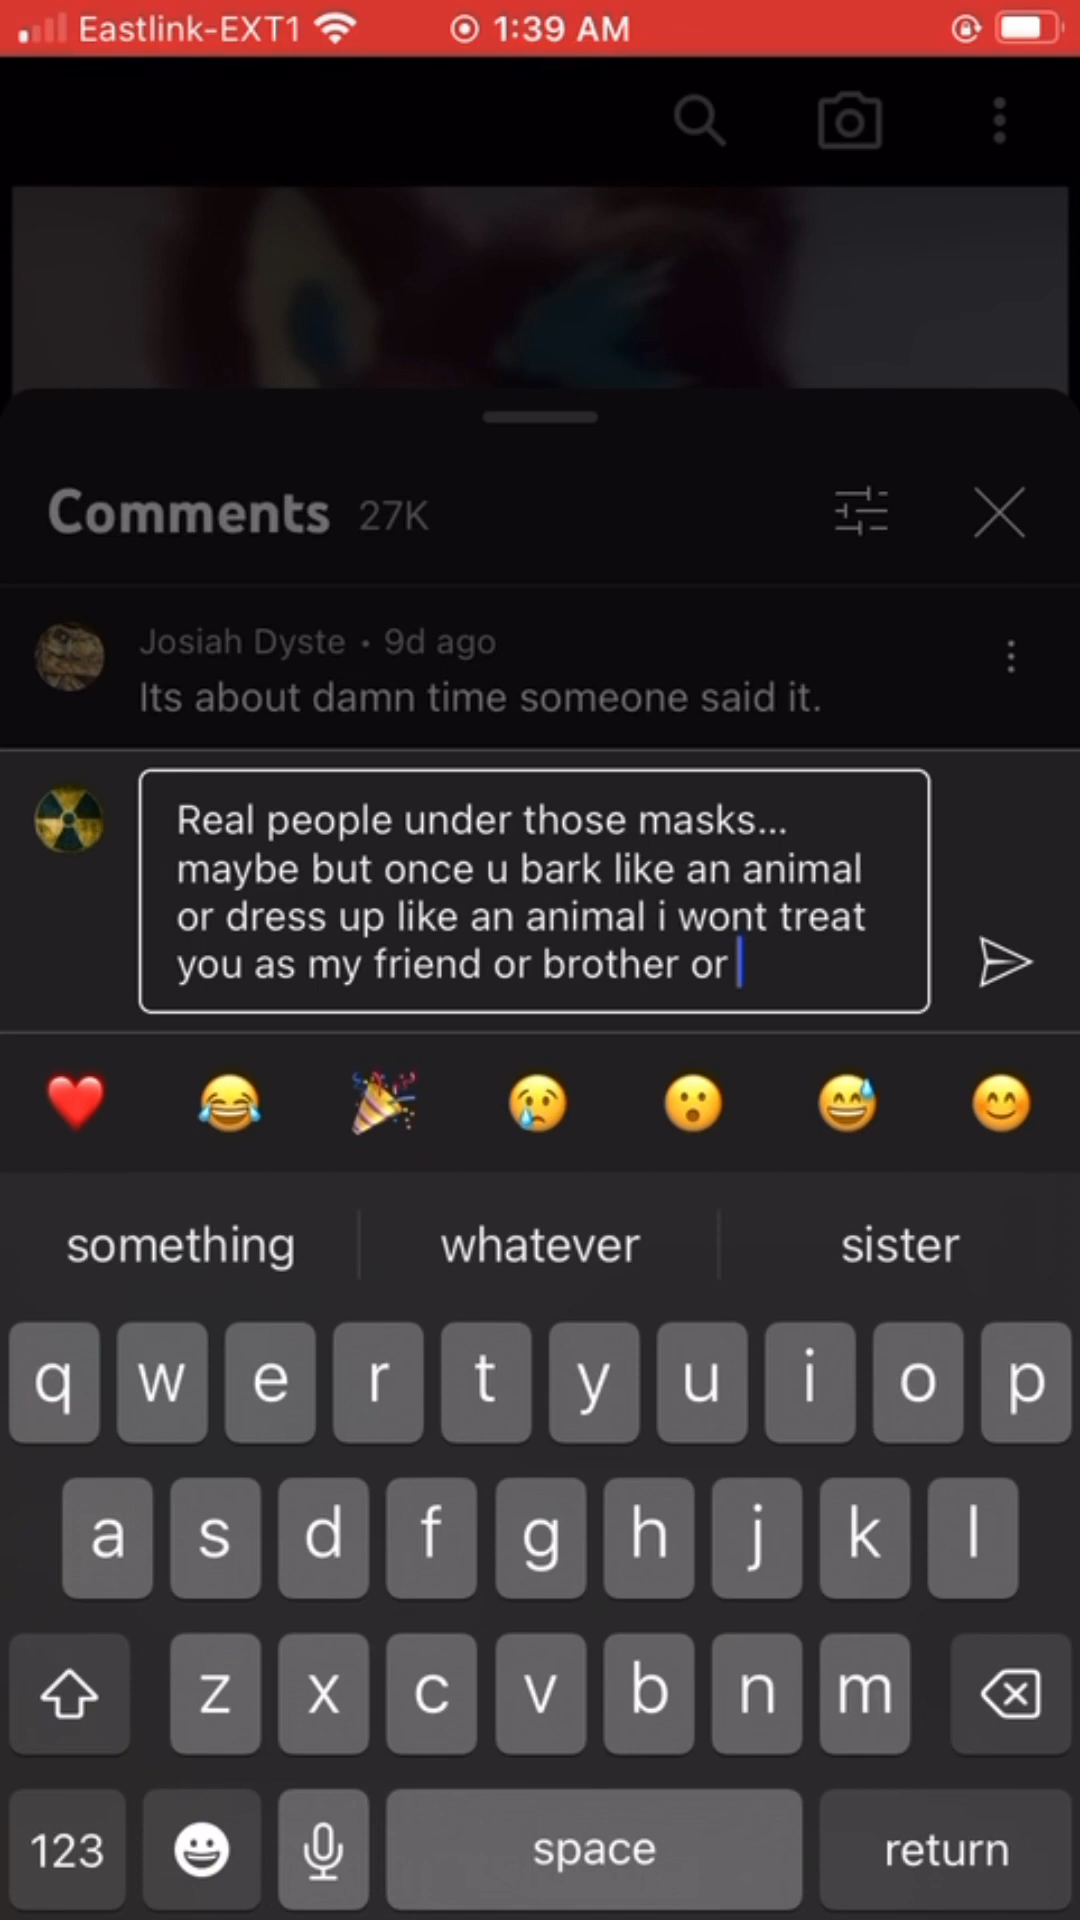 Eastlink-EXT1 1:39 AM
Comments 27K
Josiah Dyste • 9d ago
Its about damn time someone said it.
Real people under those masks...
maybe but once u bark like an animal
or dress up like an animal i wont treat
you as my friend or brother or
something whatever sister
q w e r t y u i o p
a s d f g h j k l
z x c v b n m
123 space return